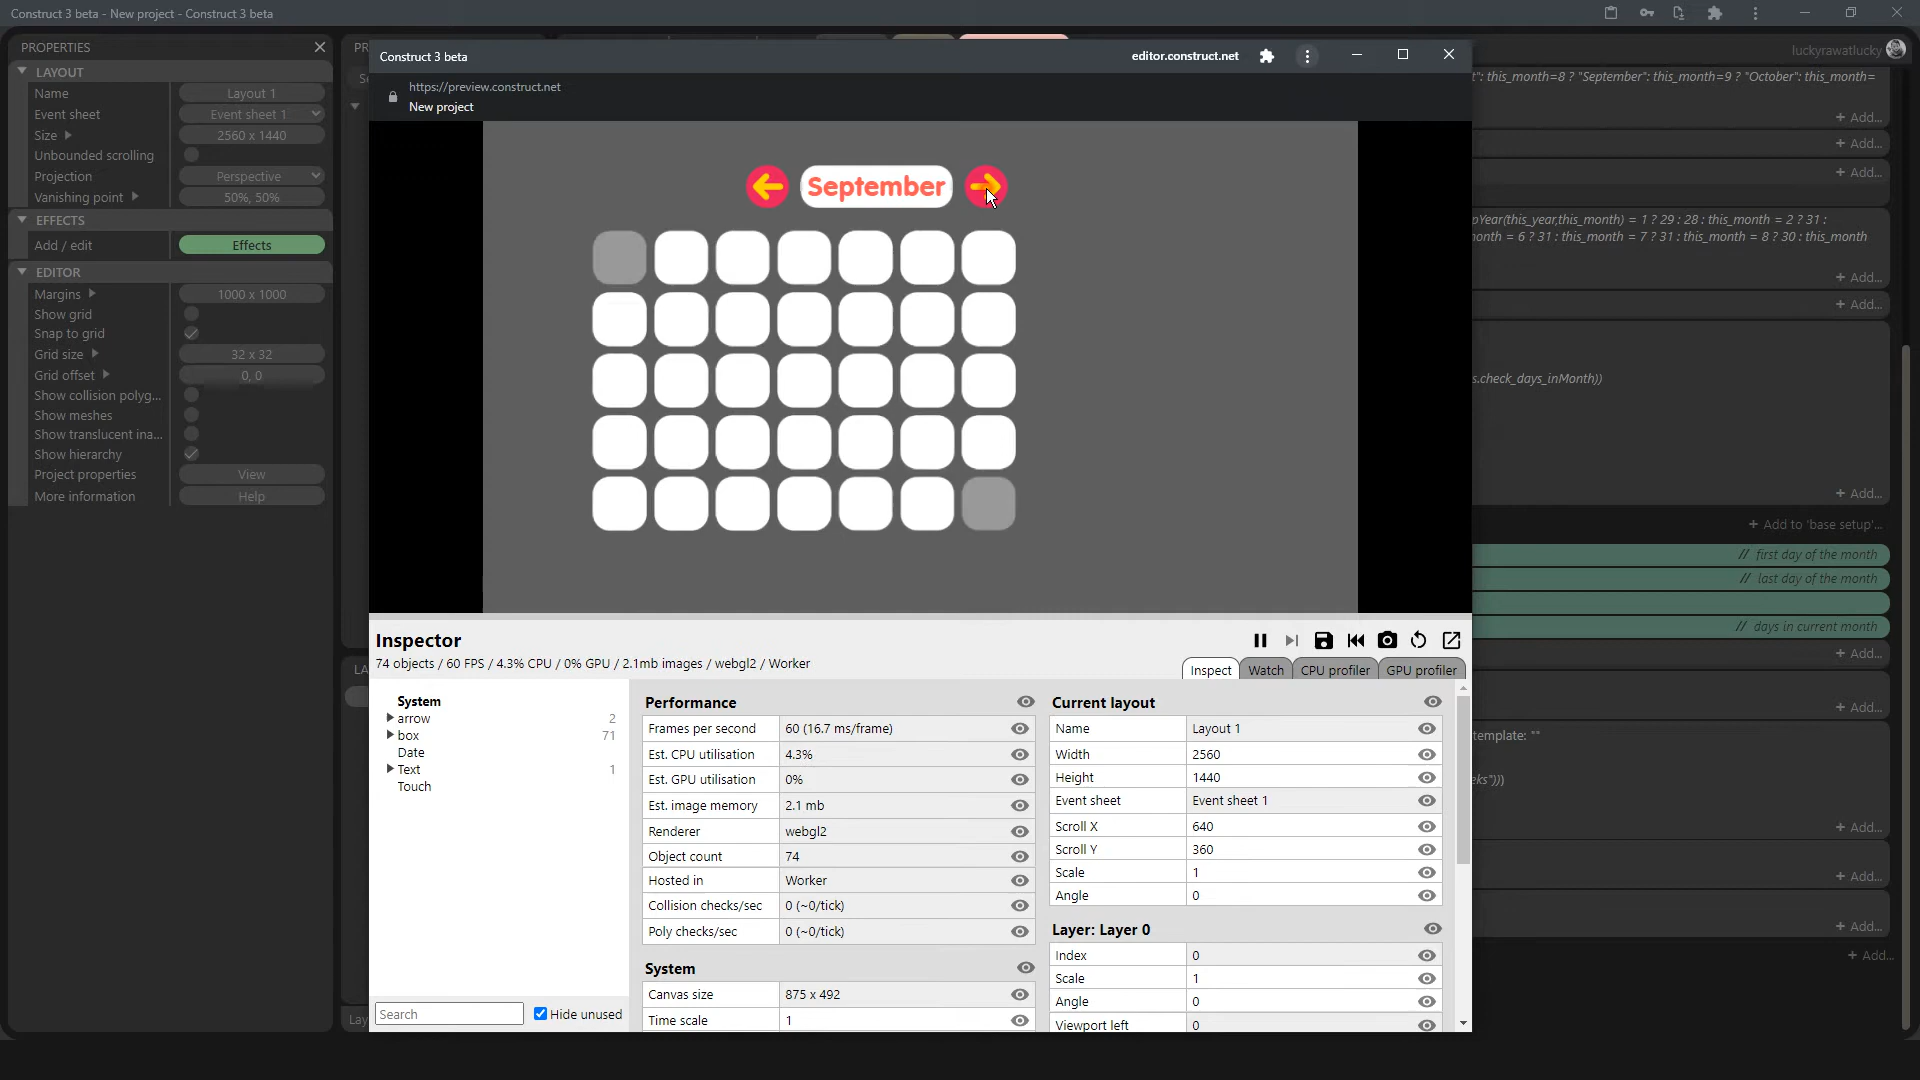 Construct 3 beta - New project - Construct 3 beta
PROPERTIES
LAYOUT
Name Layout 1
Event sheet Event sheet 1
Size 2560 x 1440
Unbounded scrolling
Projection Perspective
Vanishing point 50%, 50%
EFFECTS
Add / edit Effects
EDITOR
Margins 1000 x 1000
Show grid
Snap to grid
Grid size 32 x 32
Grid offset 0, 0
Show collision polyg...
Show meshes
Show translucent ina...
Show hierarchy
Project properties View
More information Help
Construct 3 beta
editor.construct.net
https://preview.construct.net
New project
September
Inspector
74 objects / 60 FPS / 4.3% CPU / 0% GPU / 2.1mb images / webgl2 / Worker
Inspect Watch CPU profiler GPU profiler
System
arrow 2
box 71
Date
Text 1
Touch
Search
Hide unused
Performance
Frames per second 60 (16.7 ms/frame)
Est. CPU utilisation 4.3%
Est. GPU utilisation 0%
Est. image memory 2.1 mb
Renderer webgl2
Object count 74
Hosted in Worker
Collision checks/sec 0 (~0/tick)
Poly checks/sec 0 (~0/tick)
System
Canvas size 875 x 492
Time scale 1
Current layout
Name Layout 1
Width 2560
Height 1440
Event sheet Event sheet 1
Scroll X 640
Scroll Y 360
Scale 1
Angle 0
Layer: Layer 0
Index 0
Scale 1
Angle 0
Viewport left 0
luckyrawatlucky
t": this_month=8 ? "September": this_month=9 ? "October": this_month=
+ Add...
+ Add...
+ Add...
pYear(this_year,this_month) = 1 ? 29 : 28 : this_month = 2 ? 31 :
onth = 6 ? 31 : this_month = 7 ? 31 : this_month = 8 ? 30 : this_month
+ Add...
+ Add...
s.check_days_inMonth))
+ Add...
+ Add to 'base setup'...
// first day of the month
// last day of the month
// days in current month
+ Add...
+ Add...
template: ""
eks")))
+ Add...
+ Add...
+ Add...
+ Add...